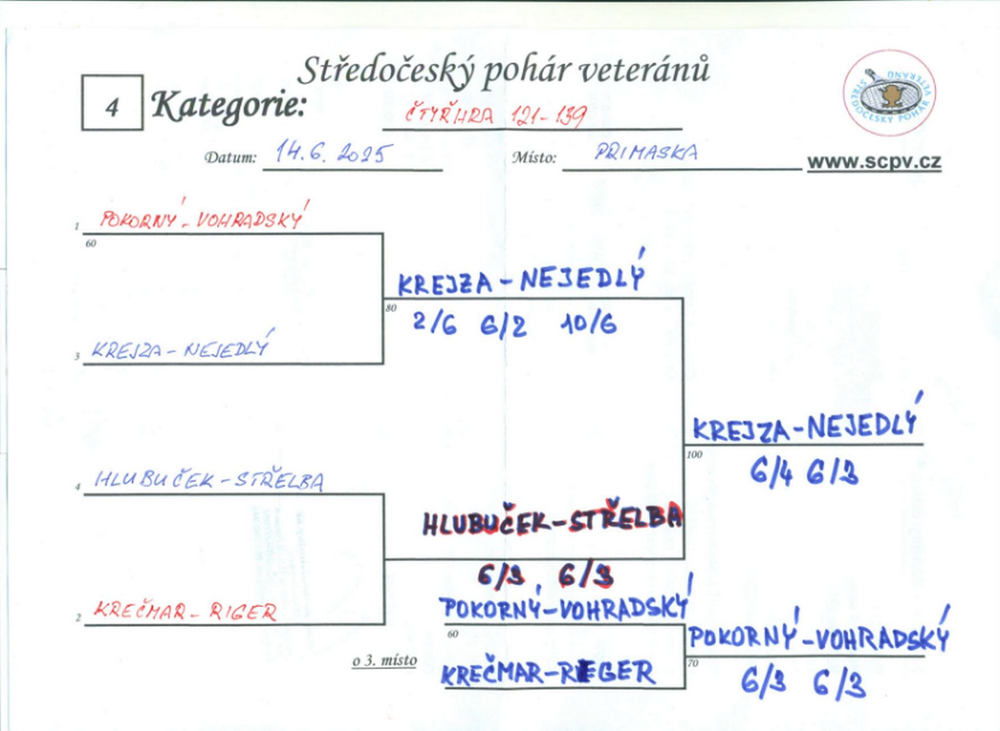 Středočeský pohár veteránů
4 Kategorie: ČTYŘHRA 121-139
STŘEDOČESKÝ POHÁR VETERÁNŮ
Datum: 14.6.2025 Místo: PRIMASKA www.scpv.cz
1 POKORNÝ - VOHRADSKÝ
60
KREJZA - NEJEDLÝ
80 2/6 6/2 10/6
3 KREJZA - NEJEDLÝ
KREJZA - NEJEDLÝ
100 6/4 6/3
4 HLUBUČEK - STŘELBA
HLUBUČEK - STŘELBA
6/3, 6/3
2 KREČMAR - RIGER
POKORNÝ - VOHRADSKÝ
60
POKORNÝ - VOHRADSKÝ
o 3. místo
70 6/3 6/3
KREČMAR - RIEGER